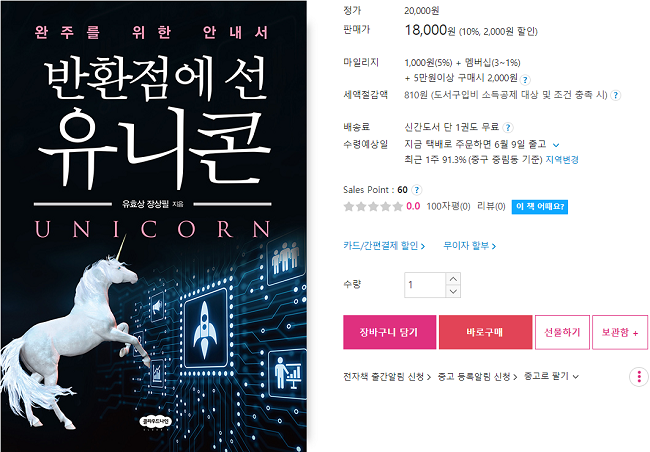 완주를 위한 안내서
반환점에 선
유니콘
유효상 장상필 지음
UNICORN
클라우드나인
정가 20,000원
판매가 18,000원 (10%, 2,000원 할인)
마일리지 1,000원(5%) + 멤버십(3~1%)
+ 5만원이상 구매시 2,000원 ?
세액절감액 810원 (도서구입비 소득공제 대상 및 조건 충족 시) ?
배송료 신간도서 단 1권도 무료 ?
수령예상일 지금 택배로 주문하면 6월 9일 출고
최근 1주 91.3% (중구 중림동 기준) 지역변경
Sales Point : 60 ?
0.0 100자평(0) 리뷰(0) 이 책 어때요?
카드/간편결제 할인 무이자 할부
수량 1
장바구니 담기 바로구매 선물하기 보관함 +
전자책 출간알림 신청 중고 등록알림 신청 중고로 팔기